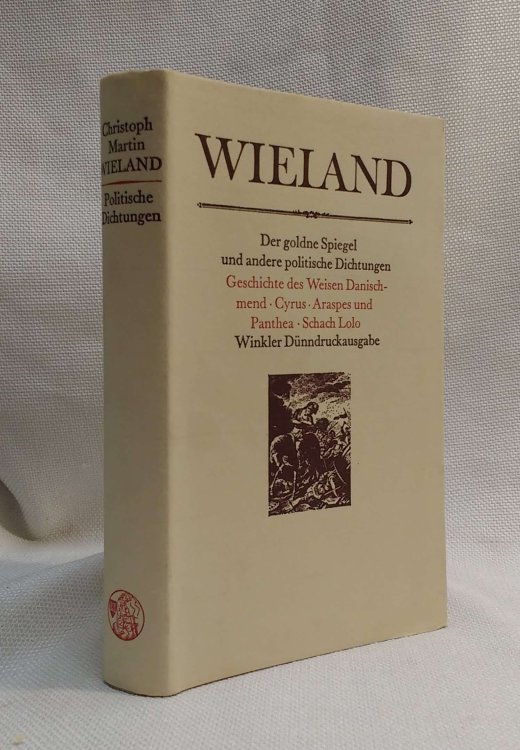 Christoph
Martin
WIELAND
Politische
Dichtungen
WIELAND
Der goldne Spiegel
und andere politische Dichtungen
Geschichte des Weisen Danisch-
mend · Cyrus · Araspes und
Panthea · Schach Lolo
Winkler Dünndruckausgabe